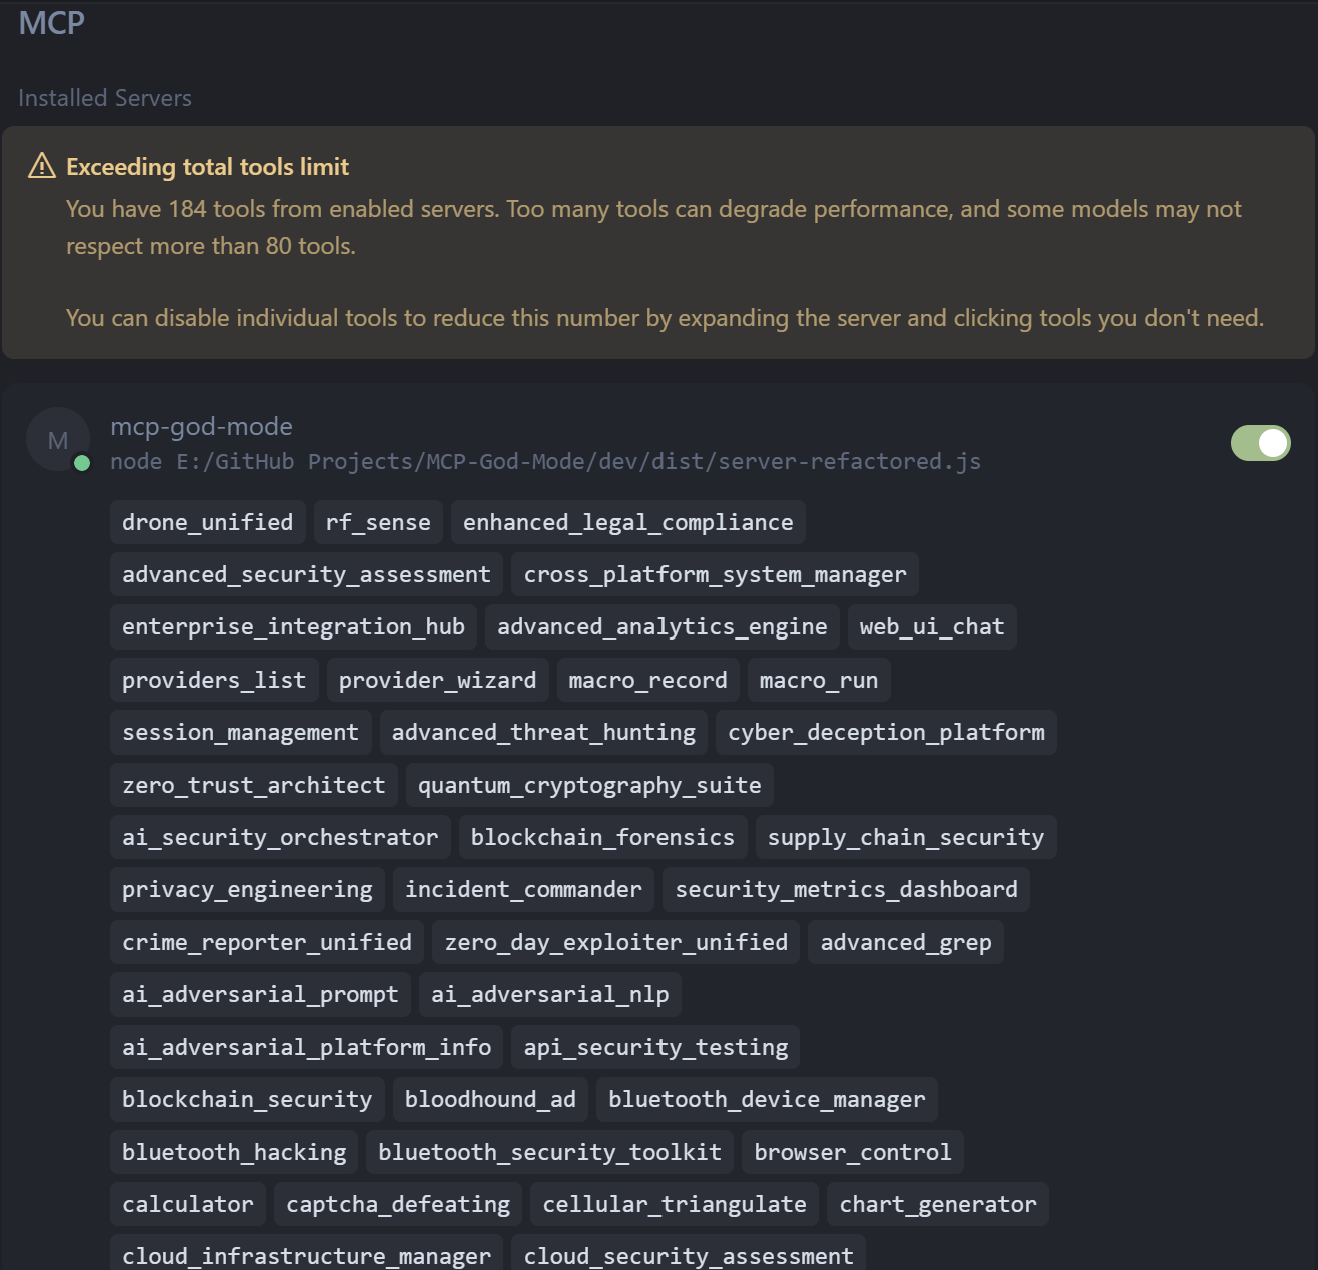 MCP
Installed Servers
Exceeding total tools limit
You have 184 tools from enabled servers. Too many tools can degrade performance, and some models may not
respect more than 80 tools.
You can disable individual tools to reduce this number by expanding the server and clicking tools you don't need.
M
mcp-god-mode
node E:/GitHub Projects/MCP-God-Mode/dev/dist/server-refactored.js
drone_unified rf_sense enhanced_legal_compliance
advanced_security_assessment cross_platform_system_manager
enterprise_integration_hub advanced_analytics_engine web_ui_chat
providers_list provider_wizard macro_record macro_run
session_management advanced_threat_hunting cyber_deception_platform
zero_trust_architect quantum_cryptography_suite
ai_security_orchestrator blockchain_forensics supply_chain_security
privacy_engineering incident_commander security_metrics_dashboard
crime_reporter_unified zero_day_exploiter_unified advanced_grep
ai_adversarial_prompt ai_adversarial_nlp
ai_adversarial_platform_info api_security_testing
blockchain_security bloodhound_ad bluetooth_device_manager
bluetooth_hacking bluetooth_security_toolkit browser_control
calculator captcha_defeating cellular_triangulate chart_generator
cloud_infrastructure_manager cloud_security_assessment